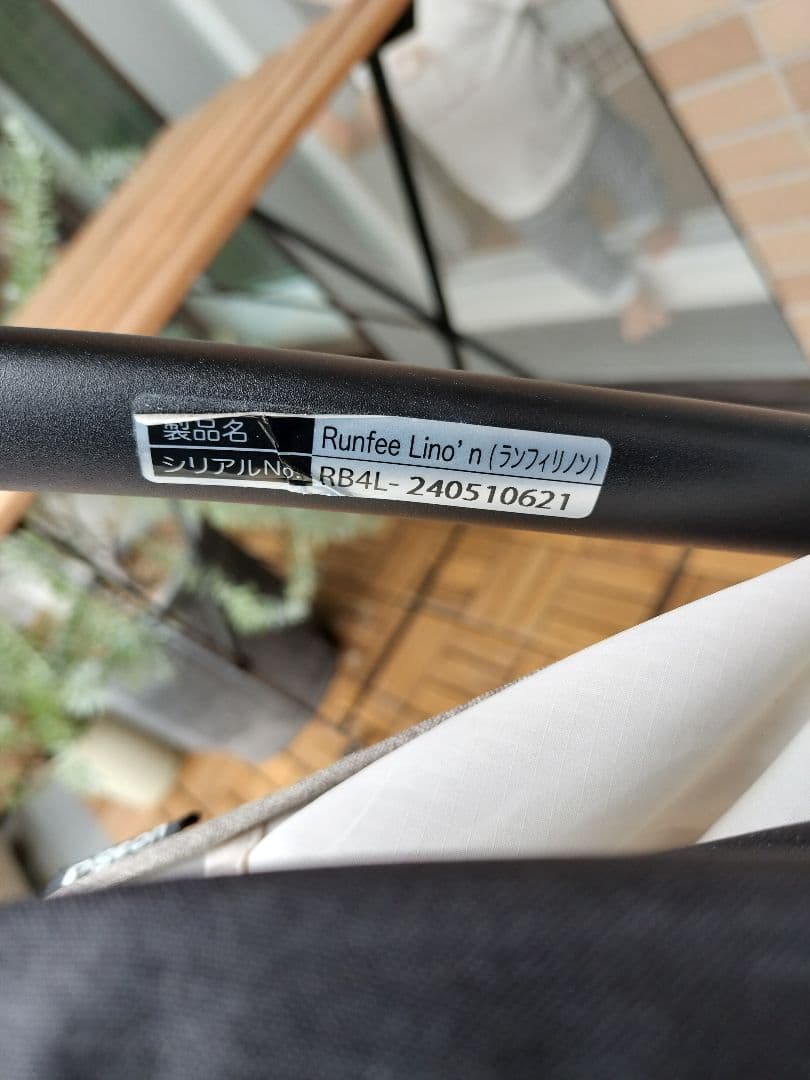 製品名 Runfee Lino'n (ランフィリノン)
シリアルNo. RB4L-240510621